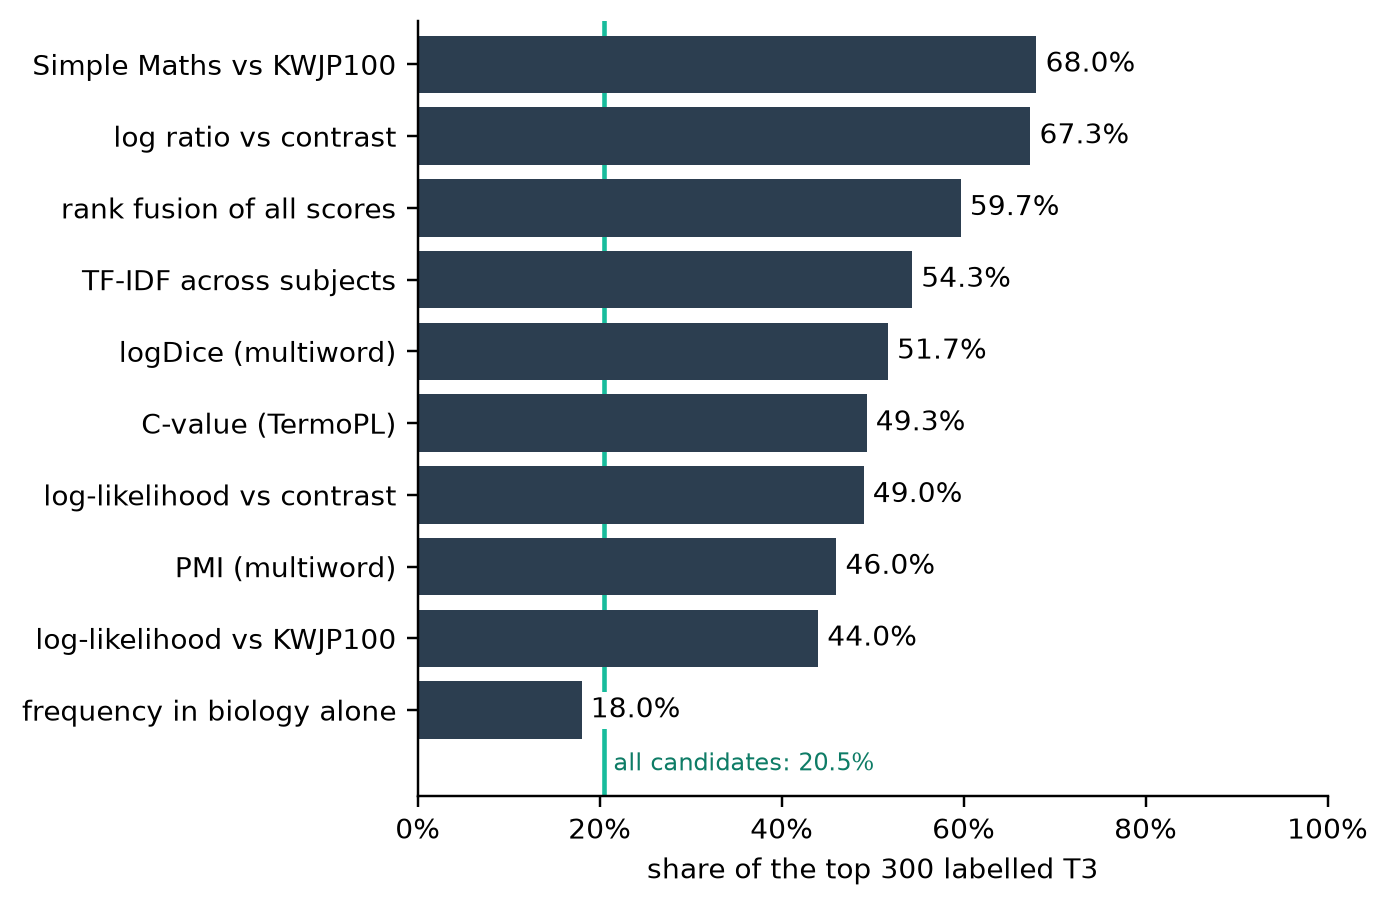 Simple Maths vs KWJP100 68.0%
log ratio vs contrast 67.3%
rank fusion of all scores 59.7%
TF-IDF across subjects 54.3%
logDice (multiword) 51.7%
C-value (TermoPL) 49.3%
log-likelihood vs contrast 49.0%
PMI (multiword) 46.0%
log-likelihood vs KWJP100 44.0%
frequency in biology alone 18.0%
all candidates: 20.5%
0% 20% 40% 60% 80% 100%
share of the top 300 labelled T3